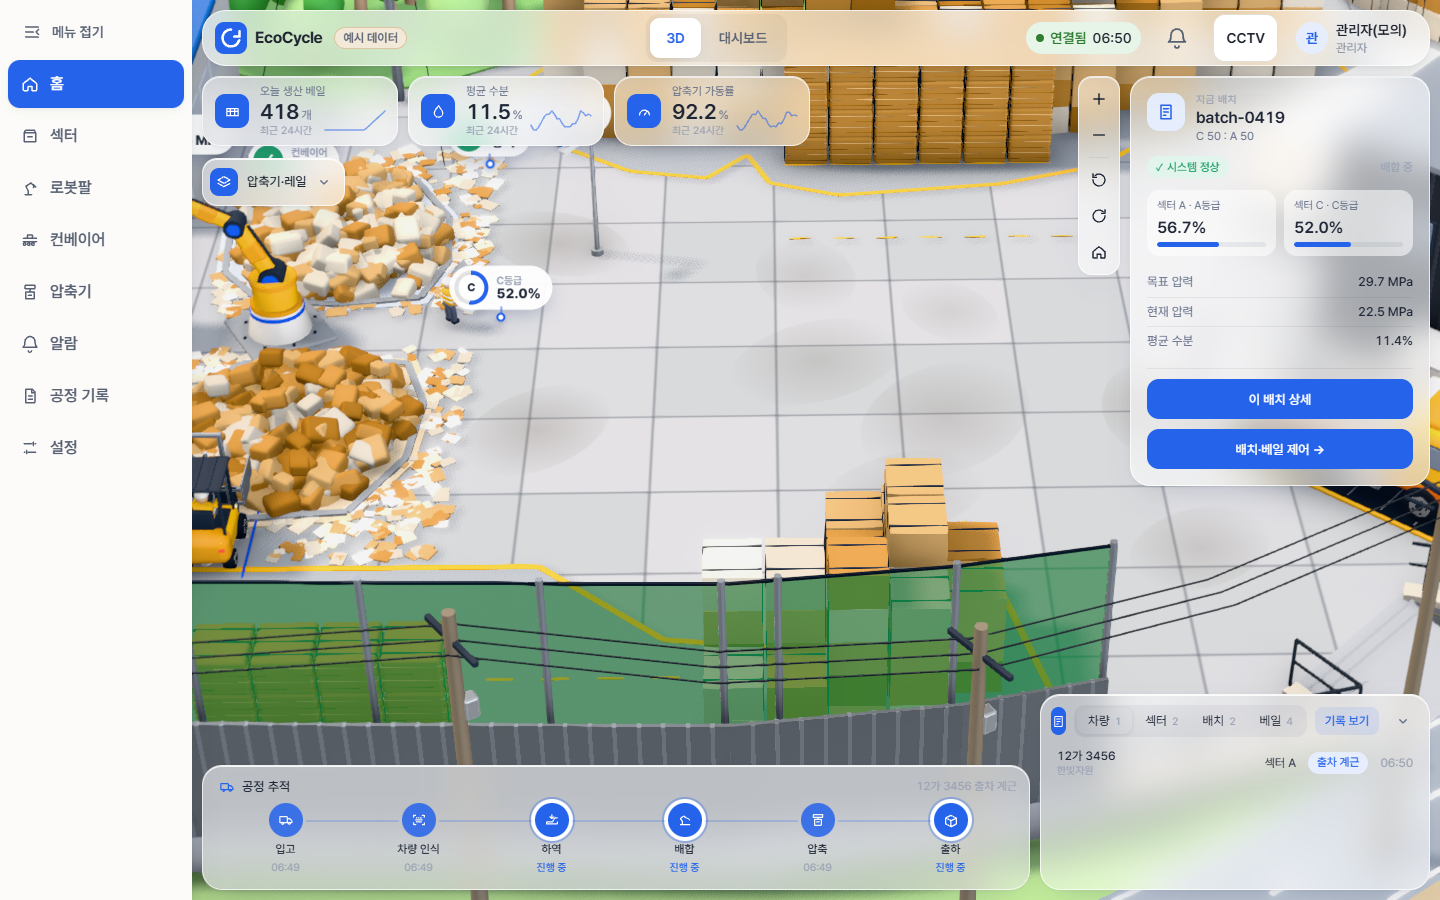 메뉴 접기
홈
섹터
로봇팔
컨베이어
압축기
알람
공정 기록
설정
EcoCycle
예시 데이터
3D
대시보드
연결됨 06:50
CCTV
관
관리자(모의)
관리자
오늘 생산 베일
418개
최근 24시간
평균 수분
11.5%
최근 24시간
압축기 가동률
92.2%
최근 24시간
컨베이어
압축기·레일
C
C등급
52.0%
지금 배치
batch-0419
C 50 : A 50
✓ 시스템 정상
배합 중
섹터 A · A등급
56.7%
섹터 C · C등급
52.0%
목표 압력 29.7 MPa
현재 압력 22.5 MPa
평균 수분 11.4%
이 배치 상세
배치·베일 제어 →
공정 추적
12가 3456 출차 계근
입고
06:49
차량 인식
06:49
하역
진행 중
배합
진행 중
압축
06:49
출하
진행 중
차량 1
섹터 2
배치 2
베일 4
기록 보기
12가 3456
한빛자원
섹터 A
출차 계근
06:50